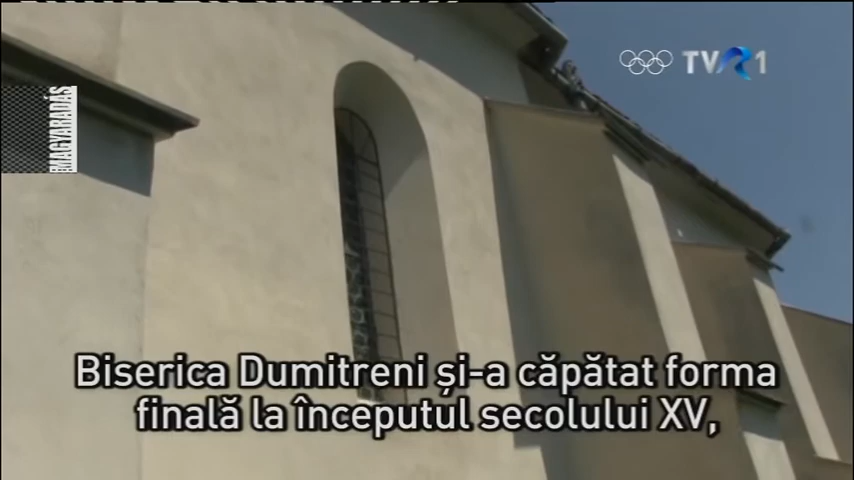 TVR1
MAGYARADÁS
Biserica Dumitreni și-a căpătat forma
finală la începutul secolului XV,